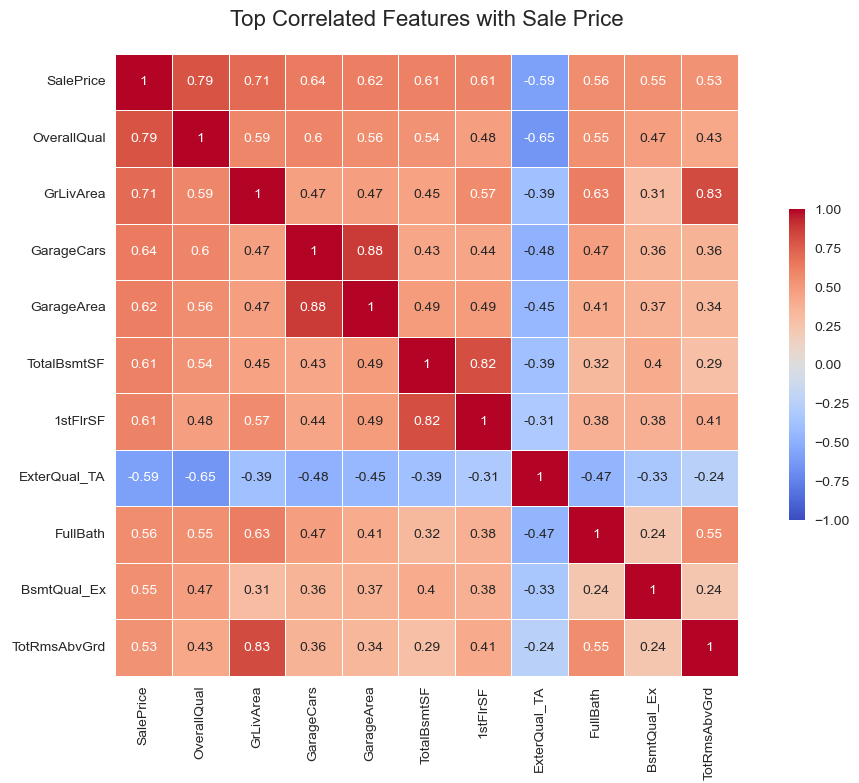 Top Correlated Features with Sale Price
SalePrice 1 0.79 0.71 0.64 0.62 0.61 0.61 -0.59 0.56 0.55 0.53
OverallQual 0.79 1 0.59 0.6 0.56 0.54 0.48 -0.65 0.55 0.47 0.43
GrLivArea 0.71 0.59 1 0.47 0.47 0.45 0.57 -0.39 0.63 0.31 0.83
GarageCars 0.64 0.6 0.47 1 0.88 0.43 0.44 -0.48 0.47 0.36 0.36
GarageArea 0.62 0.56 0.47 0.88 1 0.49 0.49 -0.45 0.41 0.37 0.34
TotalBsmtSF 0.61 0.54 0.45 0.43 0.49 1 0.82 -0.39 0.32 0.4 0.29
1stFlrSF 0.61 0.48 0.57 0.44 0.49 0.82 1 -0.31 0.38 0.38 0.41
ExterQual_TA -0.59 -0.65 -0.39 -0.48 -0.45 -0.39 -0.31 1 -0.47 -0.33 -0.24
FullBath 0.56 0.55 0.63 0.47 0.41 0.32 0.38 -0.47 1 0.24 0.55
BsmtQual_Ex 0.55 0.47 0.31 0.36 0.37 0.4 0.38 -0.33 0.24 1 0.24
TotRmsAbvGrd 0.53 0.43 0.83 0.36 0.34 0.29 0.41 -0.24 0.55 0.24 1
SalePrice
OverallQual
GrLivArea
GarageCars
GarageArea
TotalBsmtSF
1stFlrSF
ExterQual_TA
FullBath
BsmtQual_Ex
TotRmsAbvGrd
1.00
0.75
0.50
0.25
0.00
−0.25
−0.50
−0.75
−1.00